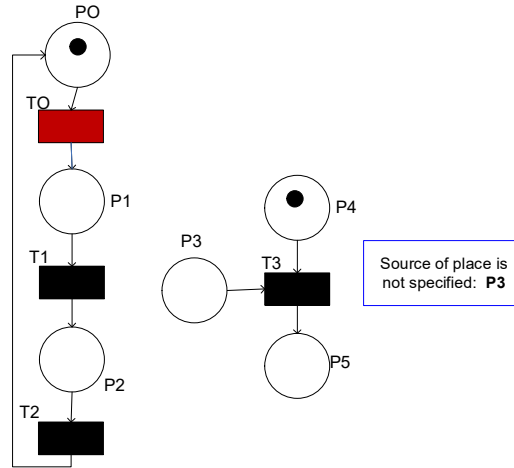 PO
TO
P1
T1
P2
T2
P3
P4
T3
P5
Source of place is
not specified: P3